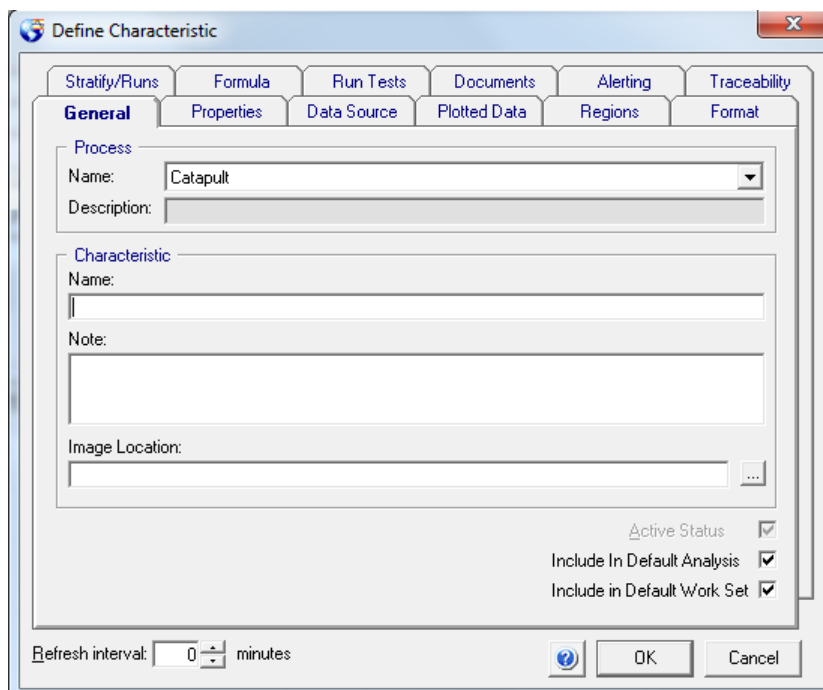 Define Characteristic
Stratify/Runs Formula Run Tests Documents Alerting Traceability
General Properties Data Source Plotted Data Regions Format
Process
Name: Catapult
Description:
Characteristic
Name:
Note:
Image Location:
...
Active Status
Include In Default Analysis
Include in Default Work Set
Refresh interval: 0 minutes ? OK Cancel